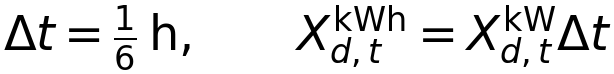 Δt = 1/6 h, X_{d, t}^{kWh} = X_{d, t}^{kW} Δt